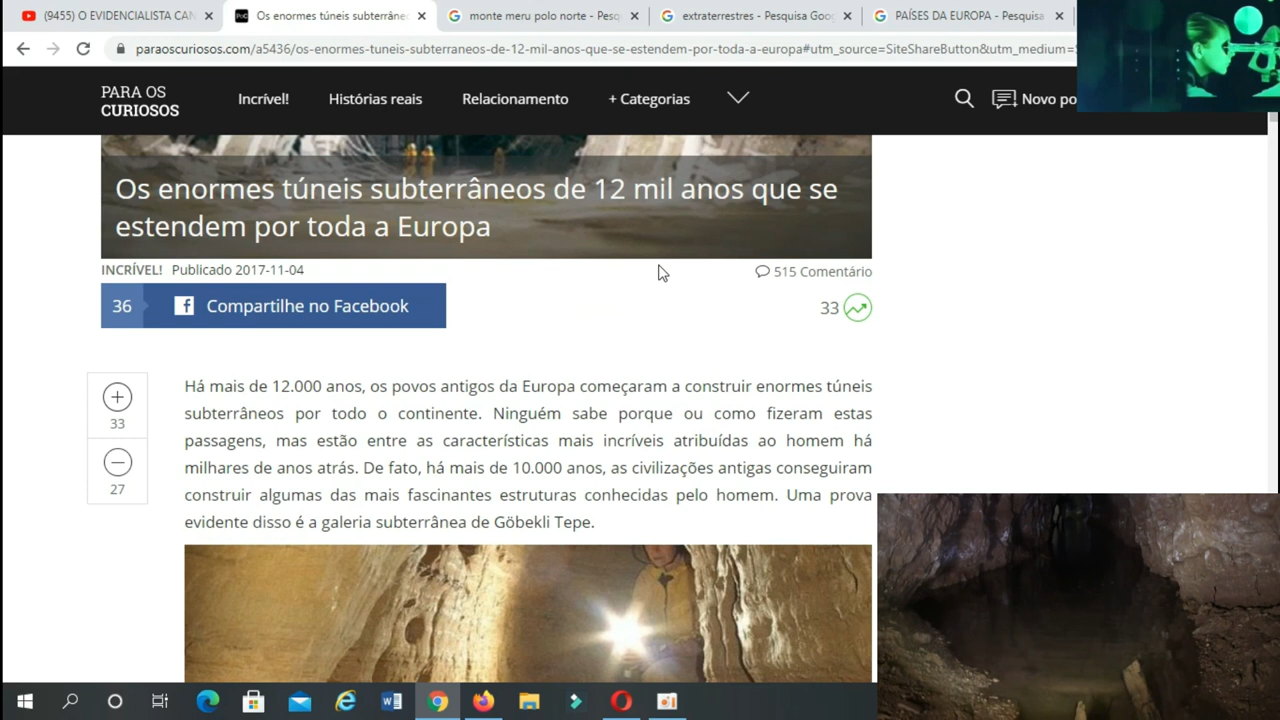 (9455) O EVIDENCIALISTA CAN
Os enormes túneis subterrâne
monte meru polo norte - Pesq
extraterrestres - Pesquisa Goo
PAÍSES DA EUROPA - Pesquisa
paraoscuriosos.com/a5436/os-enormes-tuneis-subterraneos-de-12-mil-anos-que-se-estendem-por-toda-a-europa#utm_source=SiteShareButton&utm_medium=
PARA OS
CURIOSOS
Incrível!
Histórias reais
Relacionamento
+ Categorias
Novo po
Os enormes túneis subterrâneos de 12 mil anos que se
estendem por toda a Europa
INCRÍVEL! Publicado 2017-11-04
515 Comentário
36
Compartilhe no Facebook
33
Há mais de 12.000 anos, os povos antigos da Europa começaram a construir enormes túneis
subterrâneos por todo o continente. Ninguém sabe porque ou como fizeram estas
passagens, mas estão entre as características mais incríveis atribuídas ao homem há
milhares de anos atrás. De fato, há mais de 10.000 anos, as civilizações antigas conseguiram
construir algumas das mais fascinantes estruturas conhecidas pelo homem. Uma prova
evidente disso é a galeria subterrânea de Göbekli Tepe.
33
27